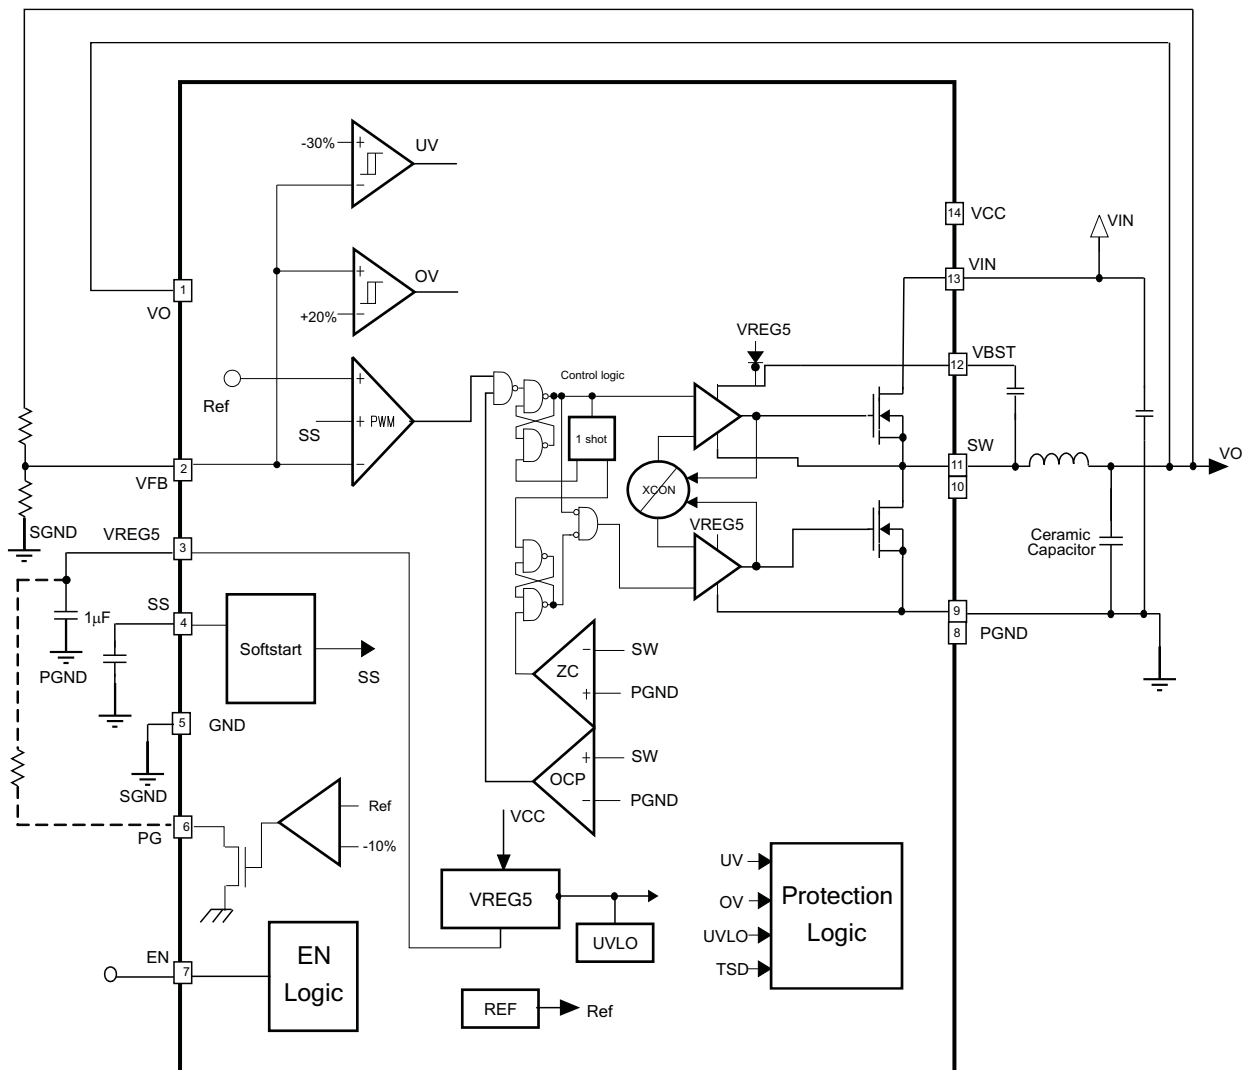 -30%
+
−
UV
+
OV
+20%
−
14
VCC
VIN
VIN
13
1
VO
VREG5
12
VBST
Ref
+
SS
+
PWM
−
Control logic
1 shot
2
VFB
SW
11
10
VO
XCON
VREG5
SGND
VREG5
3
Ceramic
Capacitor
1μF
SS
4
PGND
Softstart
SS
9
8
PGND
ZC
−
SW
+
PGND
5
GND
SGND
OCP
+
SW
−
PGND
6
PG
Ref
-10%
VCC
VREG5
UVLO
UV
OV
UVLO
TSD
Protection
Logic
EN
7
EN
Logic
REF
Ref